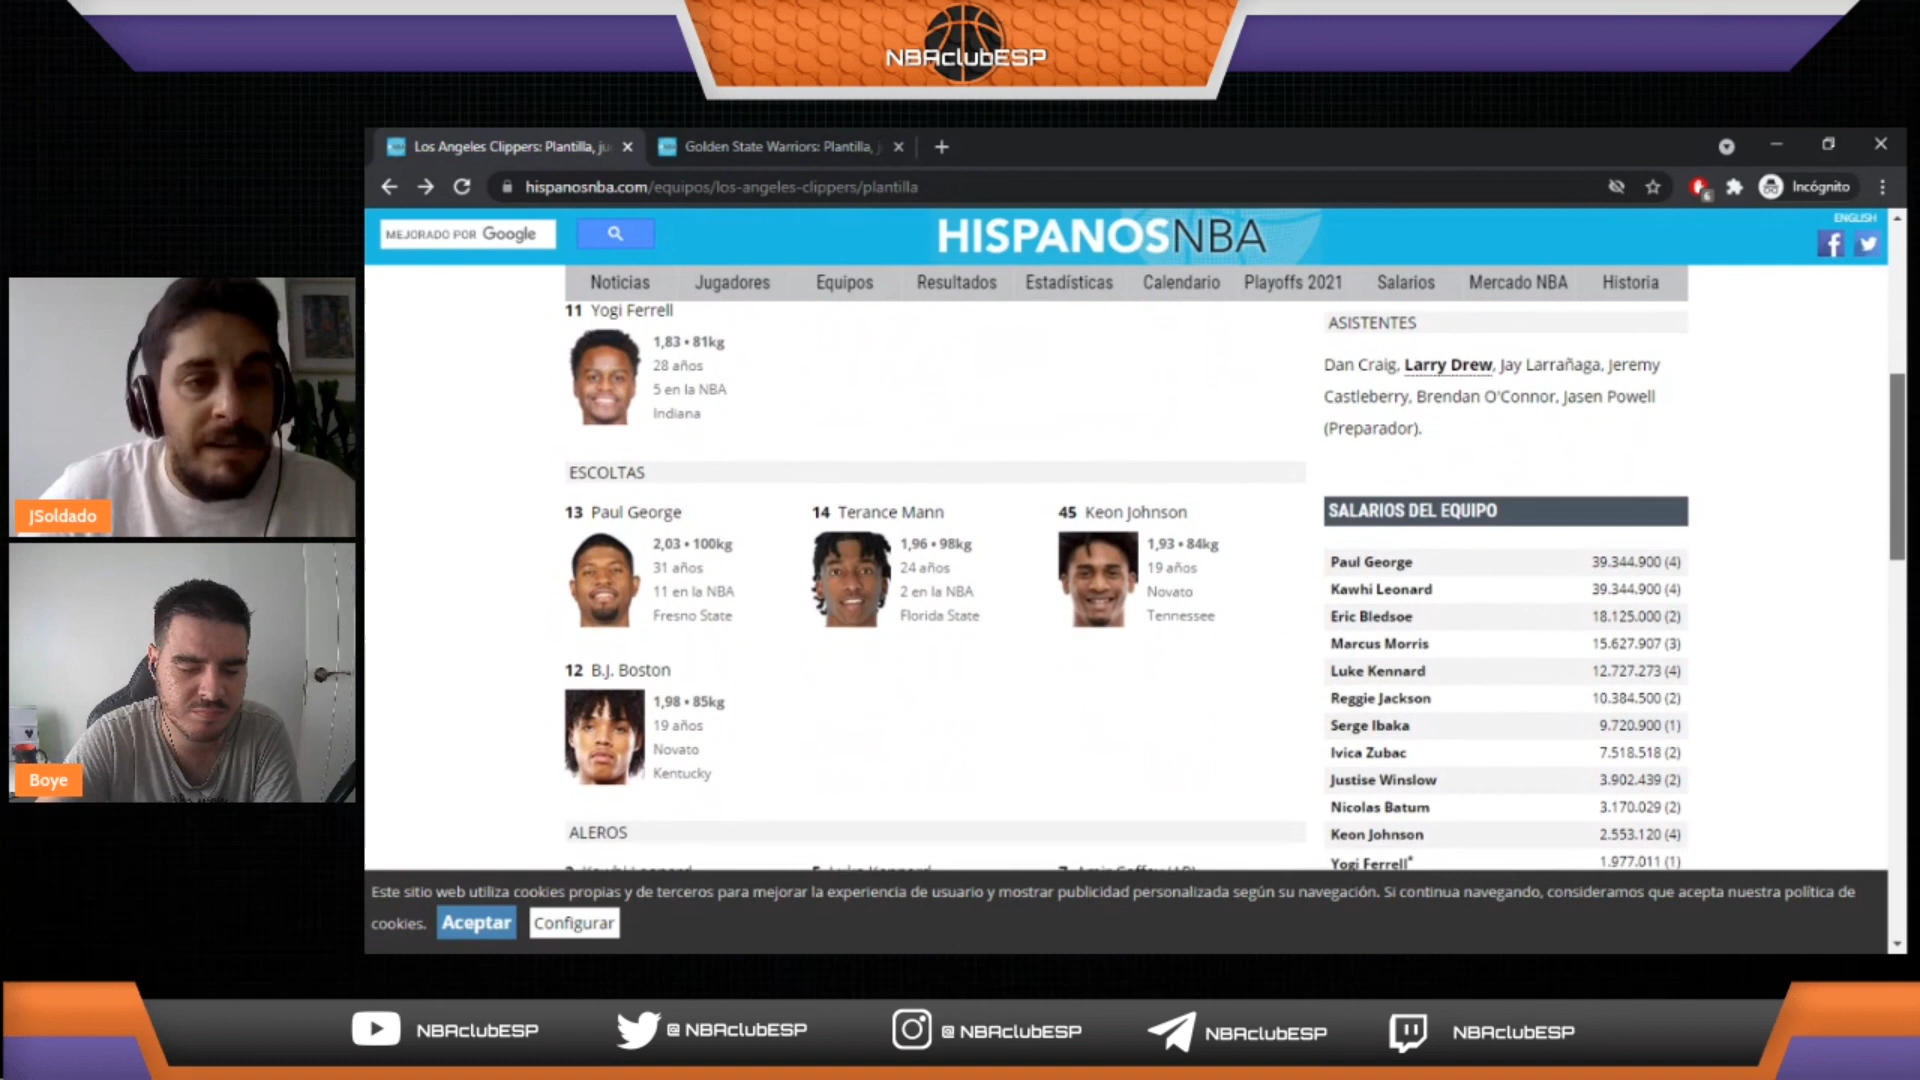 NBAclubESP
Los Angeles Clippers: Plantilla, ju
Golden State Warriors: Plantilla, j
hispanosnba.com/equipos/los-angeles-clippers/plantilla
6
Incógnito
MEJORADO POR Google
HISPANOSNBA
ENGLISH
Noticias
Jugadores
Equipos
Resultados
Estadísticas
Calendario
Playoffs 2021
Salarios
Mercado NBA
Historia
11 Yogi Ferrell
1,83 • 81kg
28 años
5 en la NBA
Indiana
ESCOLTAS
13 Paul George
2,03 • 100kg
31 años
11 en la NBA
Fresno State
14 Terance Mann
1,96 • 98kg
24 años
2 en la NBA
Florida State
45 Keon Johnson
1,93 • 84kg
19 años
Novato
Tennessee
12 B.J. Boston
1,98 • 85kg
19 años
Novato
Kentucky
ALEROS
ASISTENTES
Dan Craig, Larry Drew, Jay Larrañaga, Jeremy
Castleberry, Brendan O'Connor, Jasen Powell
(Preparador).
SALARIOS DEL EQUIPO
Paul George 39.344.900 (4)
Kawhi Leonard 39.344.900 (4)
Eric Bledsoe 18.125.000 (2)
Marcus Morris 15.627.907 (3)
Luke Kennard 12.727.273 (4)
Reggie Jackson 10.384.500 (2)
Serge Ibaka 9.720.900 (1)
Ivica Zubac 7.518.518 (2)
Justise Winslow 3.902.439 (2)
Nicolas Batum 3.170.029 (2)
Keon Johnson 2.553.120 (4)
Yogi Ferrell* 1.977.011 (1)
Este sitio web utiliza cookies propias y de terceros para mejorar la experiencia de usuario y mostrar publicidad personalizada según su navegación. Si continua navegando, consideramos que acepta nuestra política de
cookies. Aceptar Configurar
JSoldado
Boye
NBAclubESP
@ NBAclubESP
@ NBAclubESP
NBAclubESP
NBAclubESP